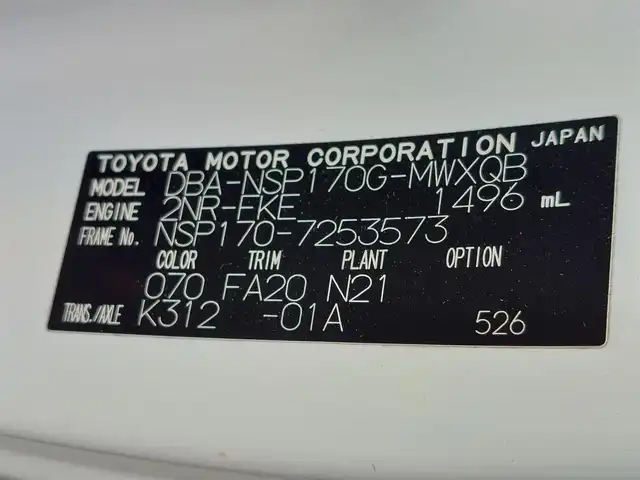 TOYOTA MOTOR CORPORATION JAPAN
MODEL DBA-NSP170G-MWXQB
ENGINE 2NR-FKE 1496 mL
FRAME No. NSP170-7253573
COLOR TRIM PLANT OPTION
070 FA20 N21
TRANS./AXLE K312 -01A 526